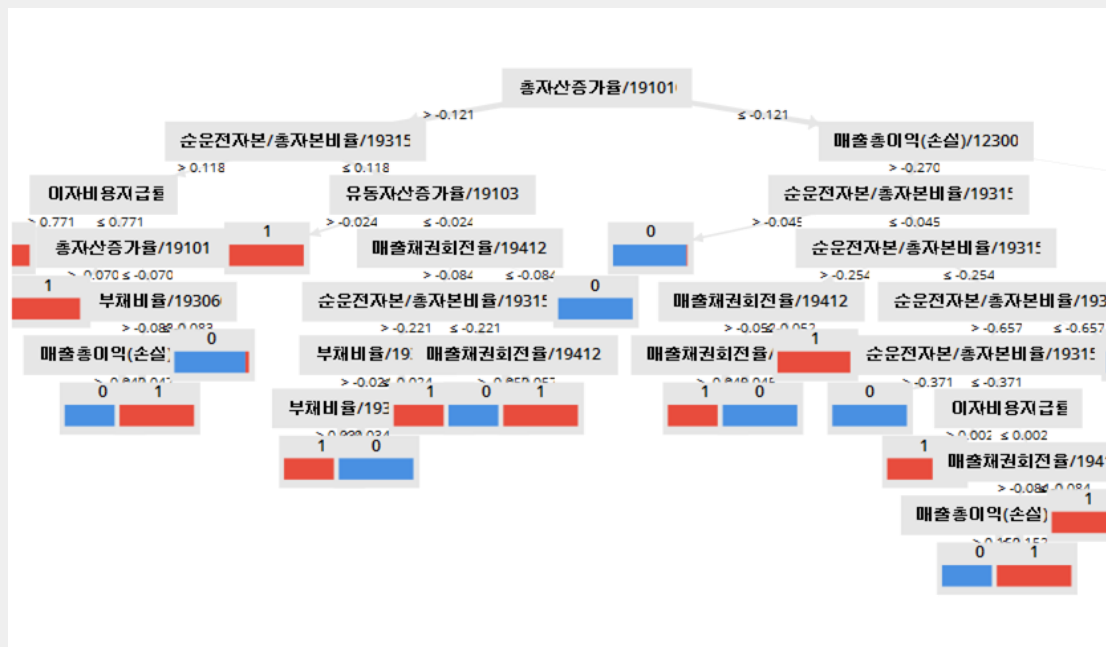 총자산증가율/19101
> -0.121 ≤ -0.121
순운전자본/총자본비율/19315 매출총이익(손실)/12300
> 0.118 ≤ 0.118 > -0.270
이자비용지급률 유동자산증가율/19103 순운전자본/총자본비율/19315
> 0.771 ≤ 0.771 > -0.024 ≤ -0.024 > -0.045 ≤ -0.045
총자산증가율/19101 1 매출채권회전율/19412 0 순운전자본/총자본비율/19315
≤ -0.070 > -0.084 ≤ -0.084 > -0.254 ≤ -0.254
1 부채비율/19306 순운전자본/총자본비율/19315 0 매출채권회전율/19412 순운전자본/총자본비율/193
> -0.221 ≤ -0.221 > -0.657 ≤ -0.657
매출총이익(손실) 0 부채비율/19 매출채권회전율/19412 매출채권회전율/ 1 순운전자본/총자본비율/19315
-0.371 ≤ -0.371
0 1 부채비율/193 1 0 1 1 0 0 이자비용지급률
0.002 ≤ 0.002
1 0 1 매출채권회전율/194
매출총이익(손실) 1
0 1